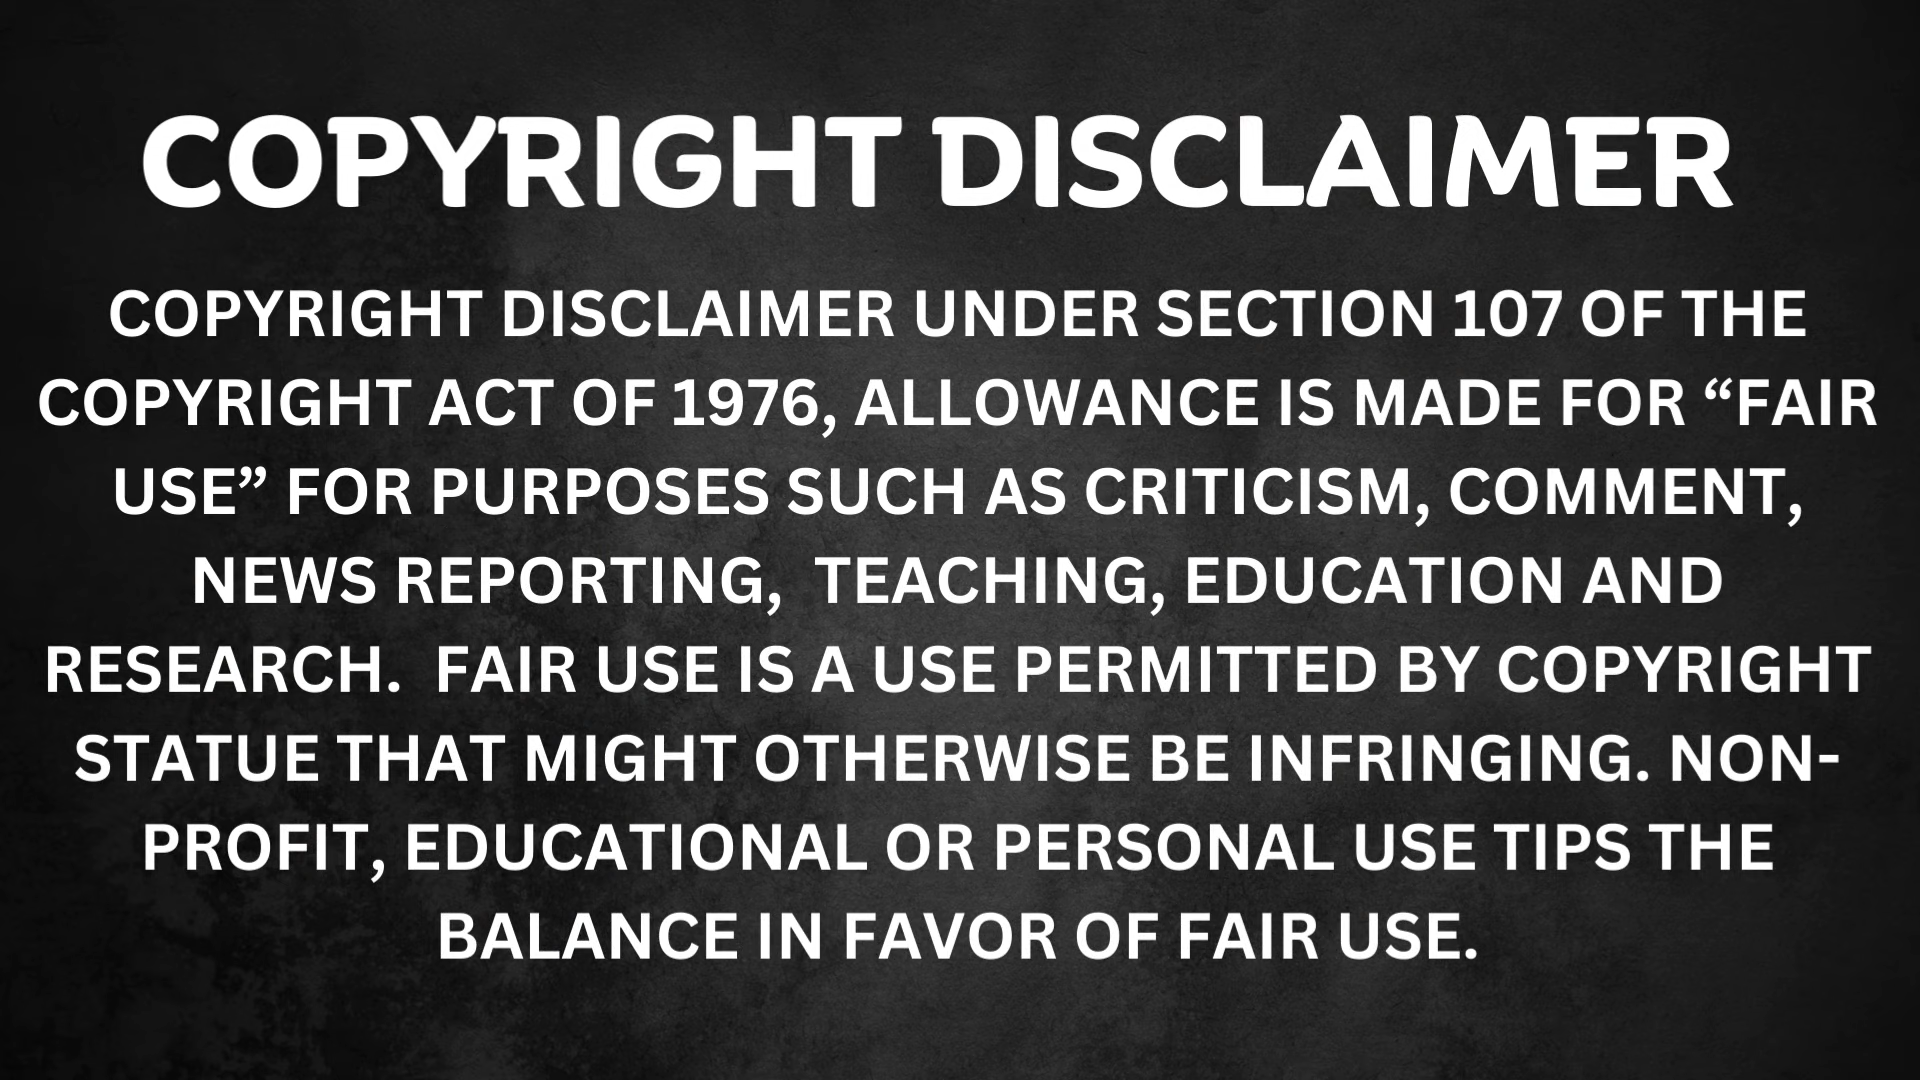 COPYRIGHT DISCLAIMER
COPYRIGHT DISCLAIMER UNDER SECTION 107 OF THE
COPYRIGHT ACT OF 1976, ALLOWANCE IS MADE FOR “FAIR
USE” FOR PURPOSES SUCH AS CRITICISM, COMMENT,
NEWS REPORTING,  TEACHING, EDUCATION AND
RESEARCH.  FAIR USE IS A USE PERMITTED BY COPYRIGHT
STATUE THAT MIGHT OTHERWISE BE INFRINGING. NON-
PROFIT, EDUCATIONAL OR PERSONAL USE TIPS THE
BALANCE IN FAVOR OF FAIR USE.